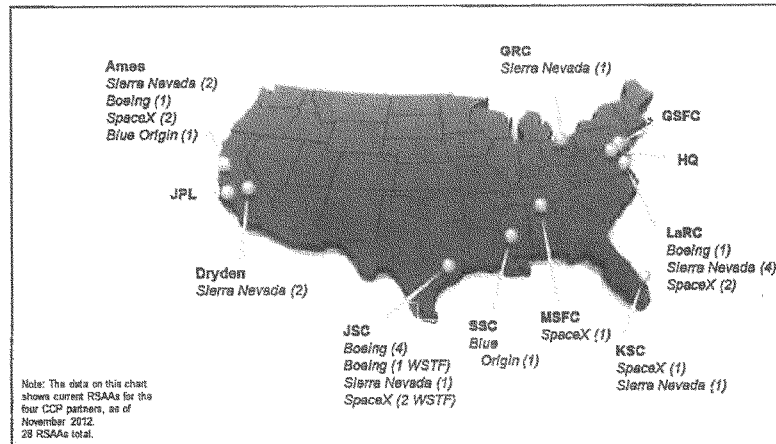 Ames
Sierra Nevada (2)
Boeing (1)
SpaceX (2)
Blue Origin (1)
GRC
Sierra Nevada (1)
GSFC
HQ
JPL
LaRC
Boeing (1)
Sierra Nevada (4)
SpaceX (2)
Dryden
Sierra Nevada (2)
JSC
Boeing (4)
Boeing (1 WSTF)
Sierra Nevada (1)
SpaceX (2 WSTF)
SSC
Blue
Origin (1)
MSFC
SpaceX (1)
KSC
SpaceX (1)
Sierra Nevada (1)
Note: The data on this chart
shows current RSAAs for the
four CCP partners, as of
November 2012.
28 RSAAs total.